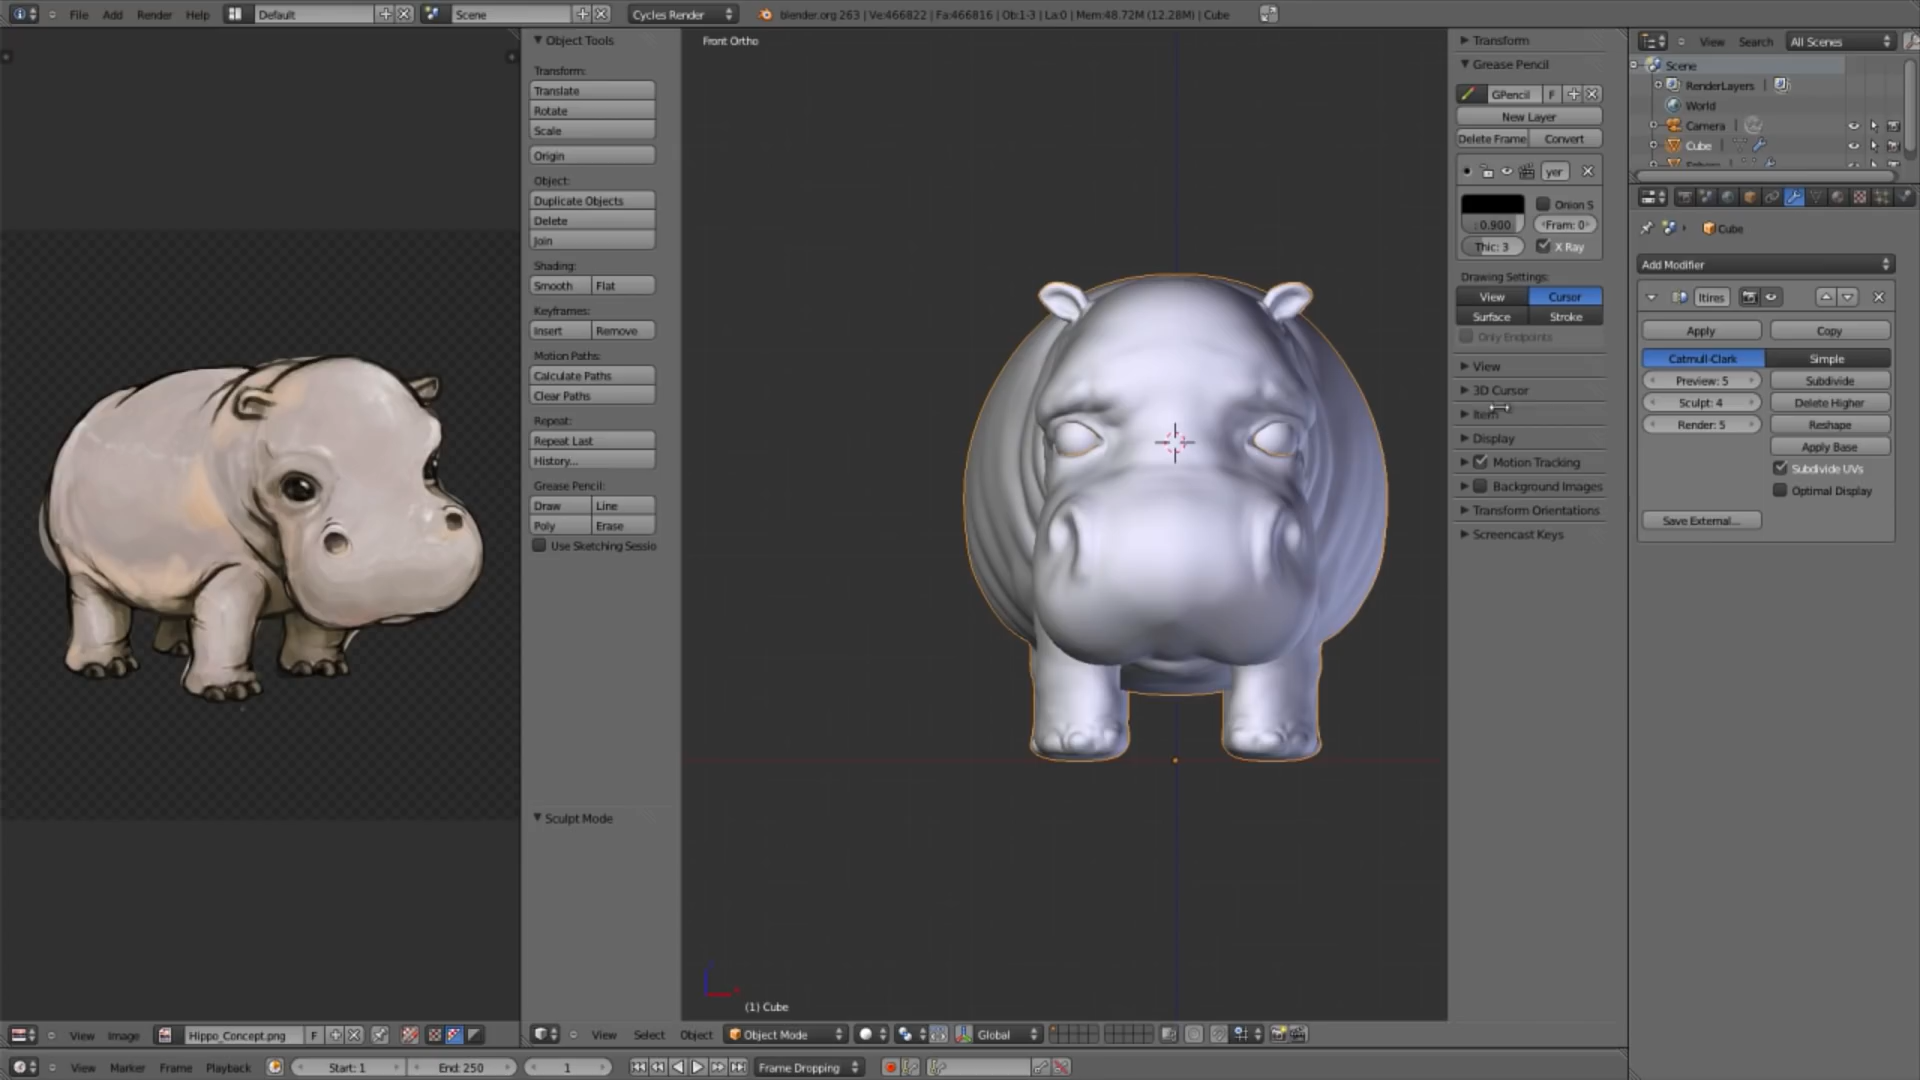 File Add Render Help Default Scene Cycles Render blender.org 263 | Ve:466822 | Fa:466816 | Ob:1-3 | La:0 | Mem:48.72M (12.28M) | Cube
Object Tools
Transform:
Translate
Rotate
Scale
Origin
Object:
Duplicate Objects
Delete
Join
Shading:
Smooth Flat
Keyframes:
Insert Remove
Motion Paths:
Calculate Paths
Clear Paths
Repeat:
Repeat Last
History...
Grease Pencil:
Draw Line
Poly Erase
Use Sketching Sessio
Sculpt Mode
Front Ortho
(1) Cube
Transform
Grease Pencil
GPencil F
New Layer
Delete Frame Convert
yer
Onion S
: 0.900 Fram: 0
Thic: 3 X Ray
Drawing Settings:
View Cursor
Surface Stroke
Only Endpoints
View
3D Cursor
Item
Display
Motion Tracking
Background Images
Transform Orientations
Screencast Keys
View Search All Scenes
Scene
RenderLayers |
World
Camera |
Cube |
Cube
Add Modifier
ltires
Apply Copy
Catmull-Clark Simple
Preview: 5 Subdivide
Sculpt: 4 Delete Higher
Render: 5 Reshape
Apply Base
Subdivide UVs
Optimal Display
Save External...
View Image Hippo_Concept.png F
View Select Object Object Mode Global
View Marker Frame Playback Start: 1 End: 250 1 Frame Dropping